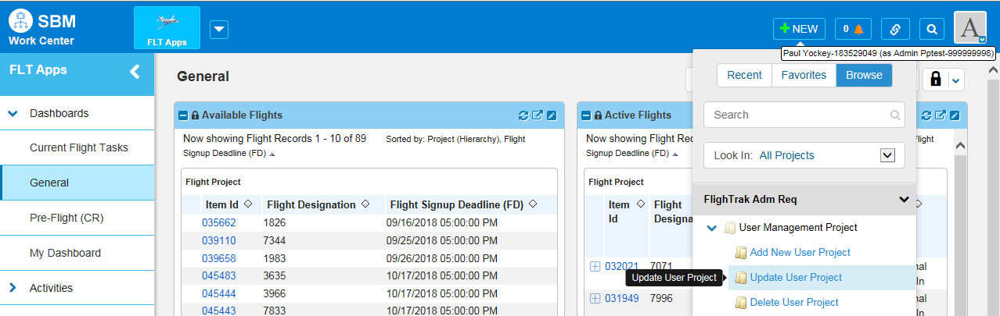 SBM
Work Center
FLT Apps
NEW
0
A
Paul Yockey-183529049 (as Admin Pptest-999999998)
FLT Apps
Dashboards
Current Flight Tasks
General
Pre-Flight (CR)
My Dashboard
Activities
General
Available Flights
Now showing Flight Records 1 - 10 of 89 Sorted by: Project (Hierarchy), Flight
Signup Deadline (FD)
Flight Project
Item Id Flight Designation Flight Signup Deadline (FD)
035662 1826 09/16/2018 05:00:00 PM
039110 7344 09/25/2018 05:00:00 PM
039658 1983 09/26/2018 05:00:00 PM
045483 3635 10/17/2018 05:00:00 PM
045444 3966 10/17/2018 05:00:00 PM
045443 7833 10/17/2018 05:00:00 PM
Active Flights
Now showing Flight Rec
Signup Deadline (FD)
Flight Project
Item Flight
Id Designa
032021 7071
031949 7996
Recent Favorites Browse
Search
Look In: All Projects
FlighTrak Adm Req
User Management Project
Add New User Project
Update User Project
Update User Project
Delete User Project
Flight
nal
In
nal
In